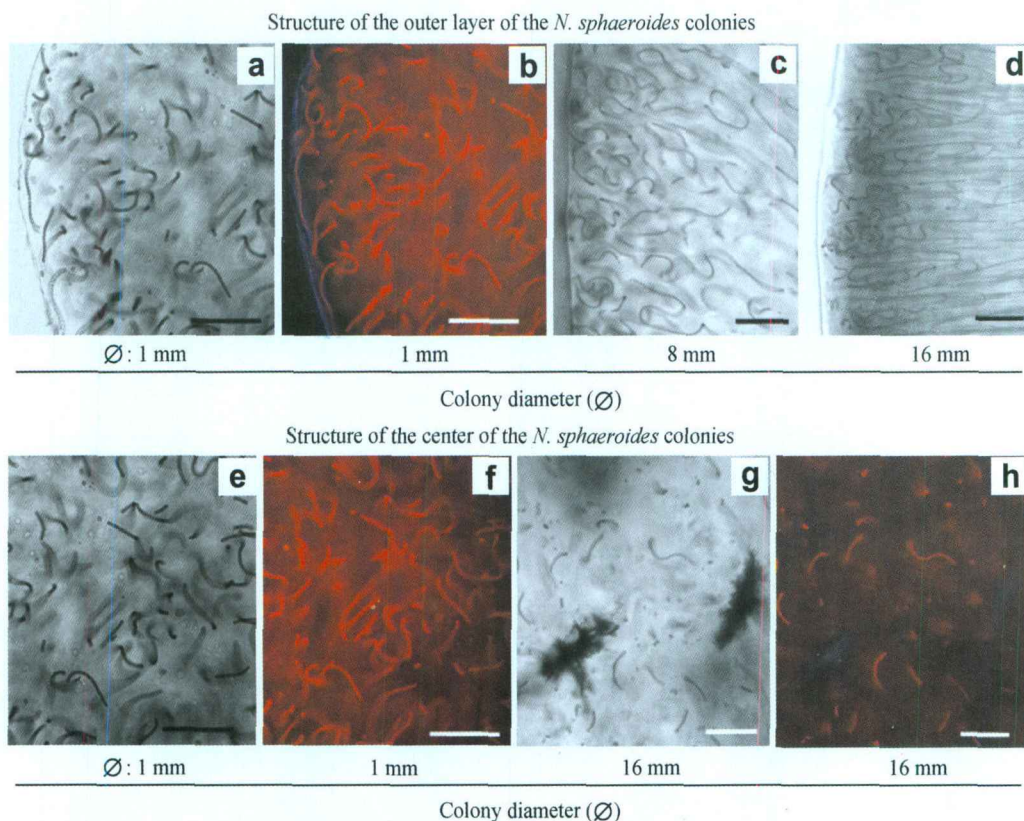 Structure of the outer layer of the N. sphaeroides colonies
a b c d
Ø : 1 mm 1 mm 8 mm 16 mm
Colony diameter (Ø)
Structure of the center of the N. sphaeroides colonies
e f g h
Ø : 1 mm 1 mm 16 mm 16 mm
Colony diameter (Ø)